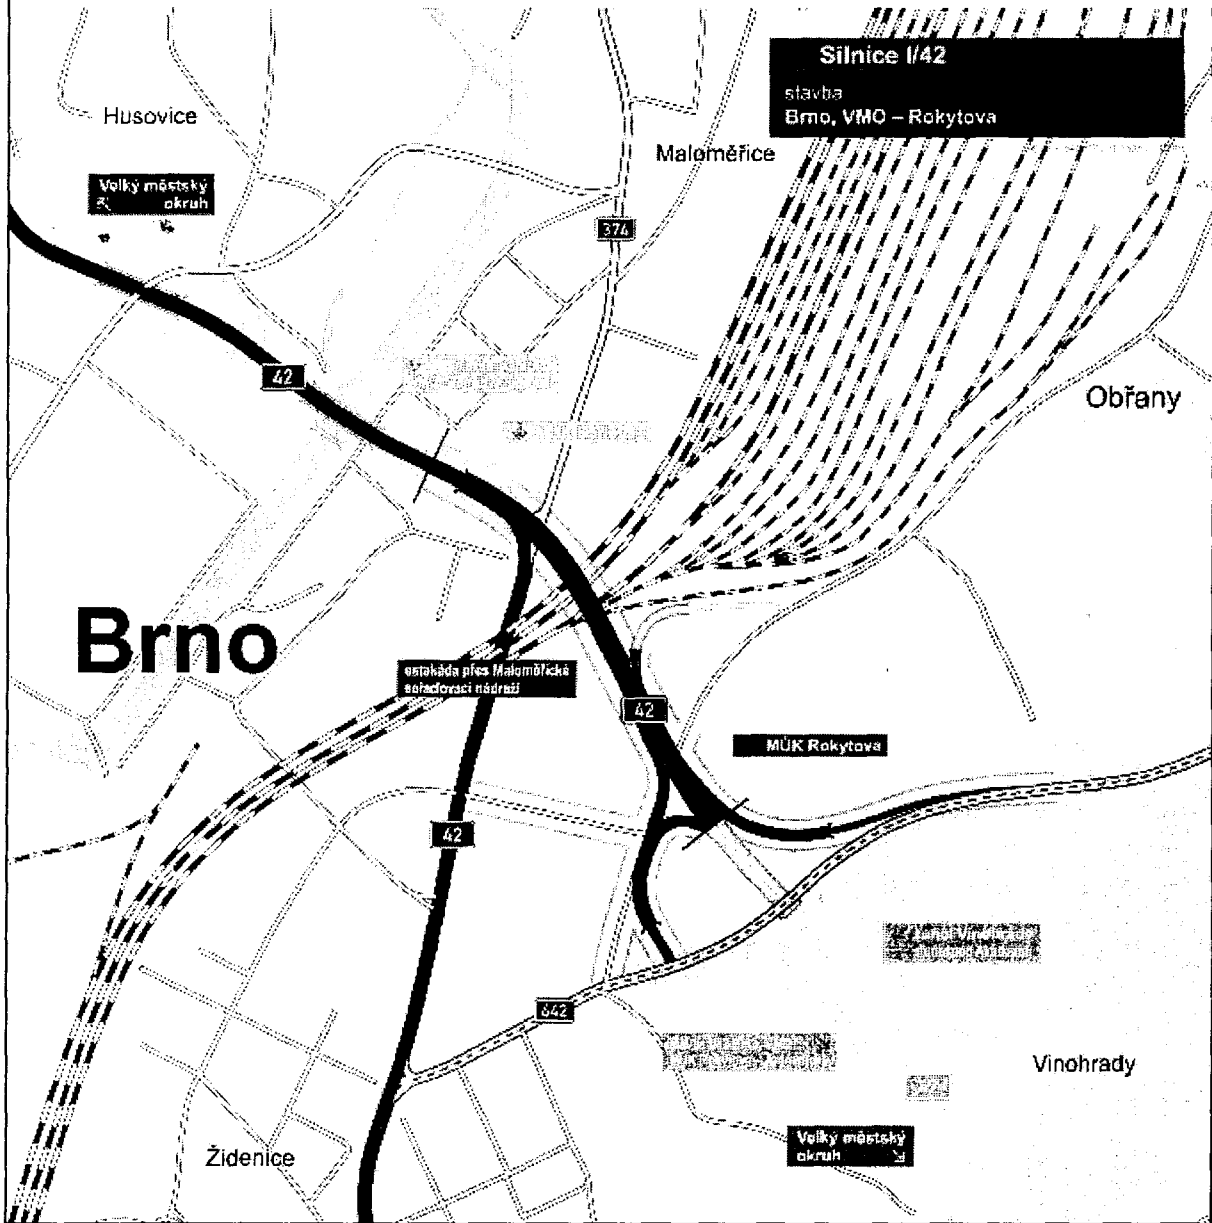 Silnice I/42
stavba
Brno, VMO – Rokytova
Husovice
Maloměřice
Velký městský
okruh
374
42
Obřany
Brno
estakáda přes Maloměřické
seřaďovací nádraží
42
MÚK Rokytova
42
642
Vinohrady
Velký městský
okruh
Židenice